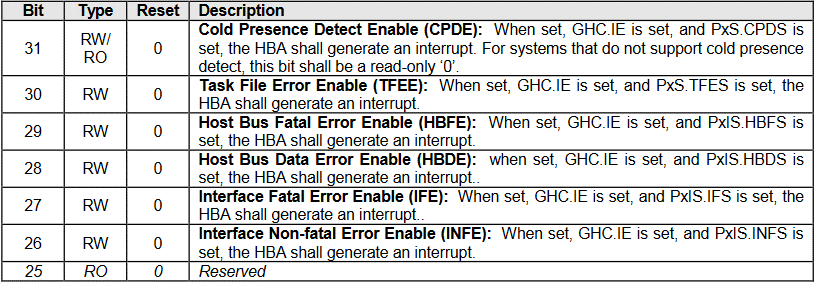 Bit Type Reset Description
31 RW/ RO 0 Cold Presence Detect Enable (CPDE): When set, GHC.IE is set, and PxS.CPDS is
set, the HBA shall generate an interrupt. For systems that do not support cold presence
detect, this bit shall be a read-only ‘0’.
30 RW 0 Task File Error Enable (TFEE): When set, GHC.IE is set, and PxS.TFES is set, the
HBA shall generate an interrupt.
29 RW 0 Host Bus Fatal Error Enable (HBFE): When set, GHC.IE is set, and PxIS.HBFS is
set, the HBA shall generate an interrupt.
28 RW 0 Host Bus Data Error Enable (HBDE): when set, GHC.IE is set, and PxIS.HBDS is
set, the HBA shall generate an interrupt..
27 RW 0 Interface Fatal Error Enable (IFE): When set, GHC.IE is set, and PxIS.IFS is set, the
HBA shall generate an interrupt..
26 RW 0 Interface Non-fatal Error Enable (INFE): When set, GHC.IE is set, and PxIS.INFS is
set, the HBA shall generate an interrupt.
25 RO 0 Reserved